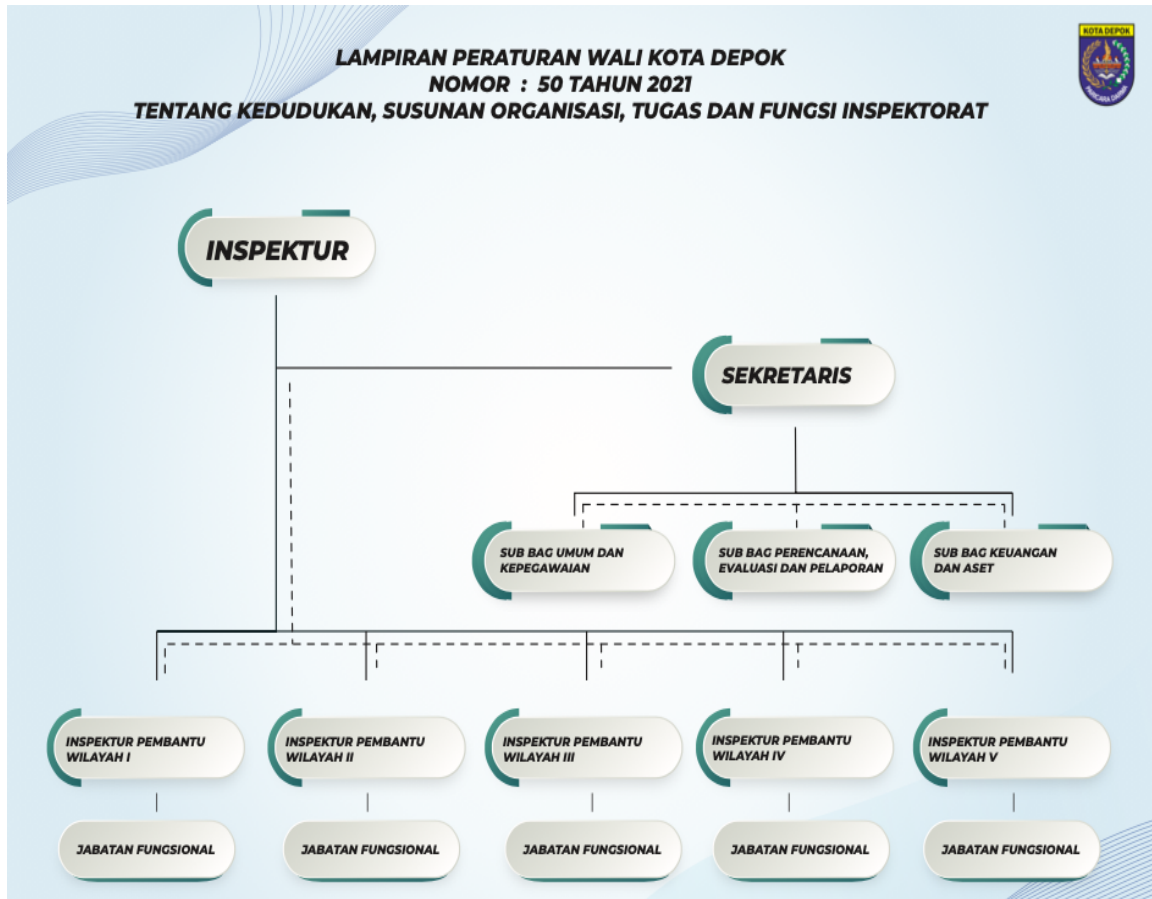 LAMPIRAN PERATURAN WALI KOTA DEPOK
NOMOR : 50 TAHUN 2021
TENTANG KEDUDUKAN, SUSUNAN ORGANISASI, TUGAS DAN FUNGSI INSPEKTORAT
KOTA DEPOK
PARICARA DARMA
INSPEKTUR
SEKRETARIS
SUB BAG UMUM DAN
KEPEGAWAIAN
SUB BAG PERENCANAAN,
EVALUASI DAN PELAPORAN
SUB BAG KEUANGAN
DAN ASET
INSPEKTUR PEMBANTU
WILAYAH I
INSPEKTUR PEMBANTU
WILAYAH II
INSPEKTUR PEMBANTU
WILAYAH III
INSPEKTUR PEMBANTU
WILAYAH IV
INSPEKTUR PEMBANTU
WILAYAH V
JABATAN FUNGSIONAL
JABATAN FUNGSIONAL
JABATAN FUNGSIONAL
JABATAN FUNGSIONAL
JABATAN FUNGSIONAL